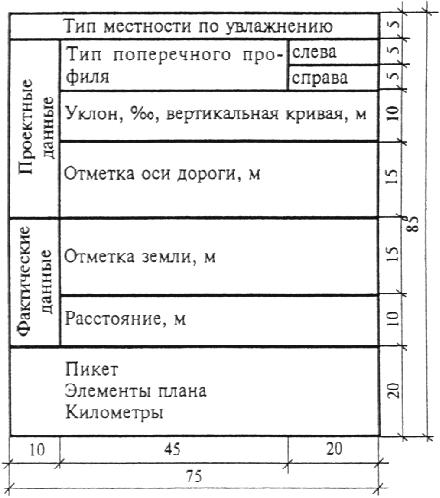 Тип местности по увлажнению
5
Тип поперечного про-
филя
слева
5
справа
5
Проектные
данные
Уклон, ‰, вертикальная кривая, м
10
Отметка оси дороги, м
15
85
Фактические
данные
Отметка земли, м
15
Расстояние, м
10
Пикет
Элементы плана
Километры
20
10
45
20
75